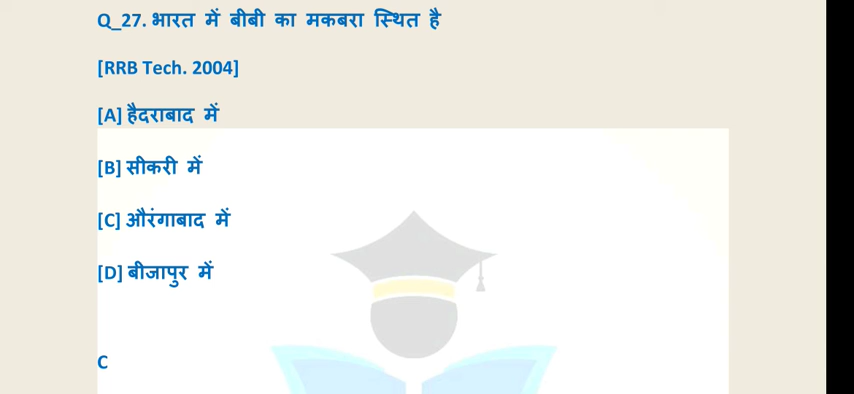 Q_27. भारत में बीबी का मकबरा स्थित है
[RRB Tech. 2004]
[A] हैदराबाद में
[B] सीकरी में
[C] औरंगाबाद में
[D] बीजापुर में
C